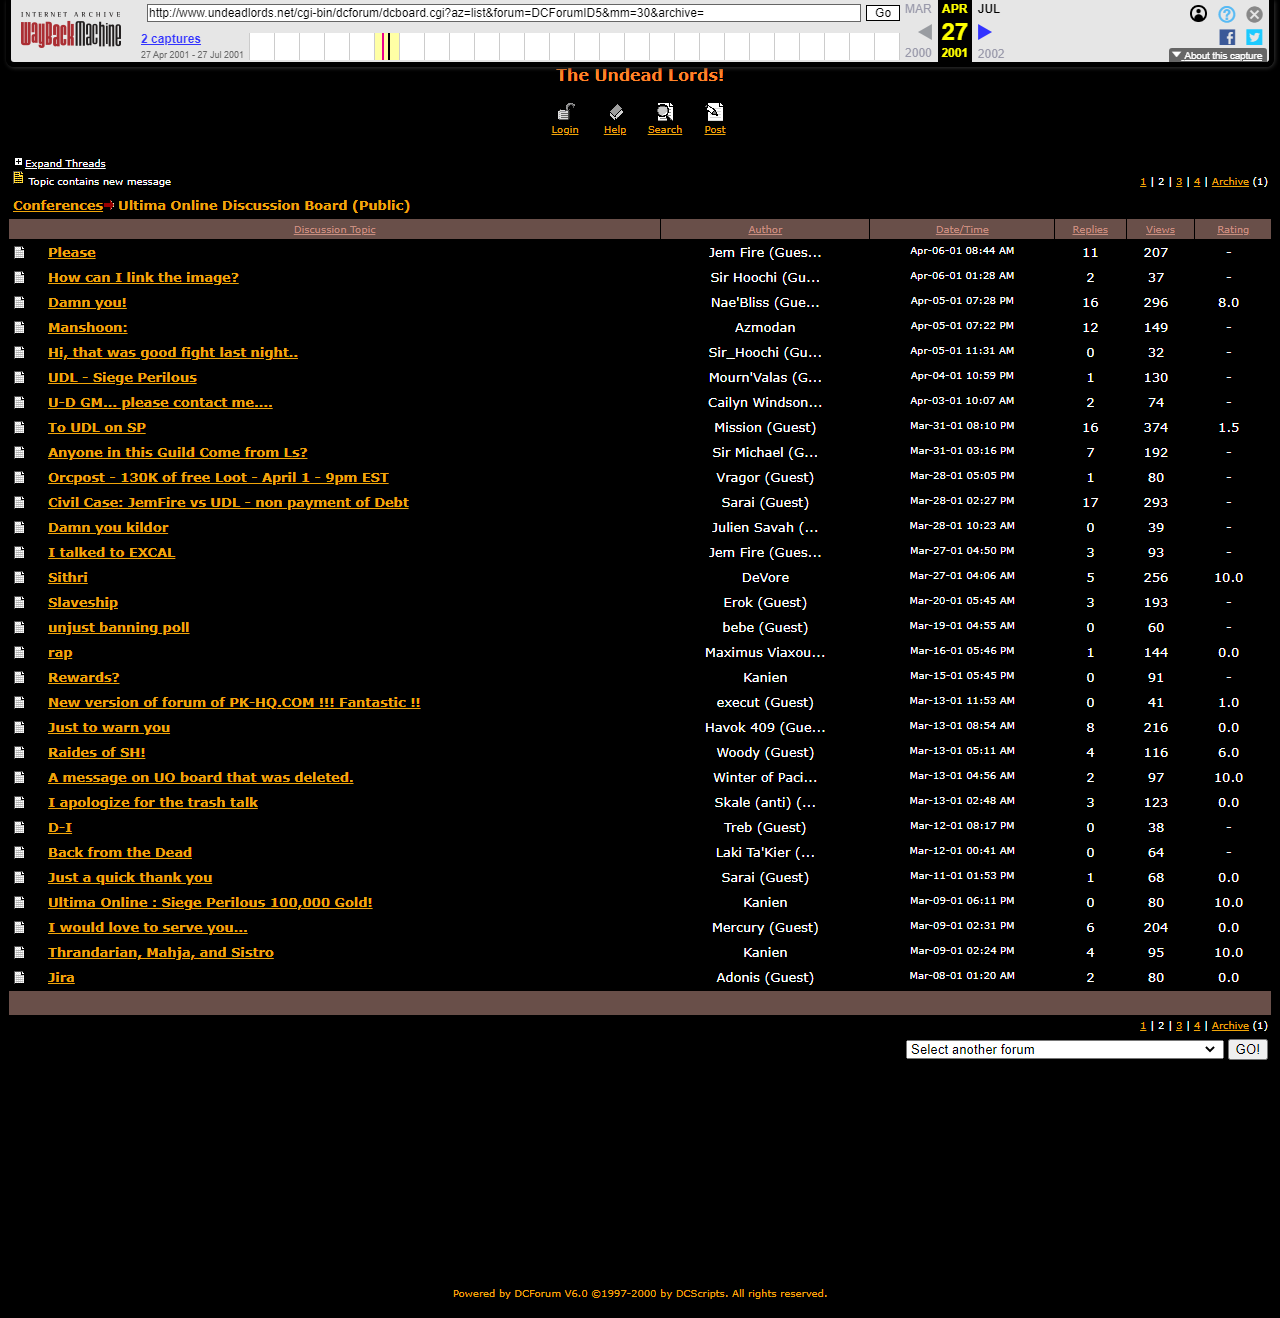 INTERNET ARCHIVE
WayBackMachine
http://www.undeadlords.net/cgi-bin/dcforum/dcboard.cgi?az=list&forum=DCForumID5&mm=30&archive=
Go
MAR APR JUL
2 captures
27
27 Apr 2001 - 27 Jul 2001
2000 2001 2002
About this capture
The Undead Lords!
Login Help Search Post
Expand Threads
Topic contains new message
1 | 2 | 3 | 4 | Archive (1)
Conferences Ultima Online Discussion Board (Public)
Discussion Topic Author Date/Time Replies Views Rating
Please Jem Fire (Gues... Apr-06-01 08:44 AM 11 207 -
How can I link the image? Sir Hoochi (Gu... Apr-06-01 01:28 AM 2 37 -
Damn you! Nae'Bliss (Gue... Apr-05-01 07:28 PM 16 296 8.0
Manshoon: Azmodan Apr-05-01 07:22 PM 12 149 -
Hi, that was good fight last night.. Sir_Hoochi (Gu... Apr-05-01 11:31 AM 0 32 -
UDL - Siege Perilous Mourn'Valas (G... Apr-04-01 10:59 PM 1 130 -
U-D GM... please contact me.... Cailyn Windson... Apr-03-01 10:07 AM 2 74 -
To UDL on SP Mission (Guest) Mar-31-01 08:10 PM 16 374 1.5
Anyone in this Guild Come from Ls? Sir Michael (G... Mar-31-01 03:16 PM 7 192 -
Orcpost - 130K of free Loot - April 1 - 9pm EST Vragor (Guest) Mar-28-01 05:05 PM 1 80 -
Civil Case: JemFire vs UDL - non payment of Debt Sarai (Guest) Mar-28-01 02:27 PM 17 293 -
Damn you kildor Julien Savah (... Mar-28-01 10:23 AM 0 39 -
I talked to EXCAL Jem Fire (Gues... Mar-27-01 04:50 PM 3 93 -
Sithri DeVore Mar-27-01 04:06 AM 5 256 10.0
Slaveship Erok (Guest) Mar-20-01 05:45 AM 3 193 -
unjust banning poll bebe (Guest) Mar-19-01 04:55 AM 0 60 -
rap Maximus Viaxou... Mar-16-01 05:46 PM 1 144 0.0
Rewards? Kanien Mar-15-01 05:45 PM 0 91 -
New version of forum of PK-HQ.COM !!! Fantastic !! execut (Guest) Mar-13-01 11:53 AM 0 41 1.0
Just to warn you Havok 409 (Gue... Mar-13-01 08:54 AM 8 216 0.0
Raides of SH! Woody (Guest) Mar-13-01 05:11 AM 4 116 6.0
A message on UO board that was deleted. Winter of Paci... Mar-13-01 04:56 AM 2 97 10.0
I apologize for the trash talk Skale (anti) (... Mar-13-01 02:48 AM 3 123 0.0
D-I Treb (Guest) Mar-12-01 08:17 PM 0 38 -
Back from the Dead Laki Ta'Kier (... Mar-12-01 00:41 AM 0 64 -
Just a quick thank you Sarai (Guest) Mar-11-01 01:53 PM 1 68 0.0
Ultima Online : Siege Perilous 100,000 Gold! Kanien Mar-09-01 06:11 PM 0 80 10.0
I would love to serve you... Mercury (Guest) Mar-09-01 02:31 PM 6 204 0.0
Thrandarian, Mahja, and Sistro Kanien Mar-09-01 02:24 PM 4 95 10.0
Jira Adonis (Guest) Mar-08-01 01:20 AM 2 80 0.0
1 | 2 | 3 | 4 | Archive (1)
Select another forum GO!
Powered by DCForum V6.0 ©1997-2000 by DCScripts. All rights reserved.